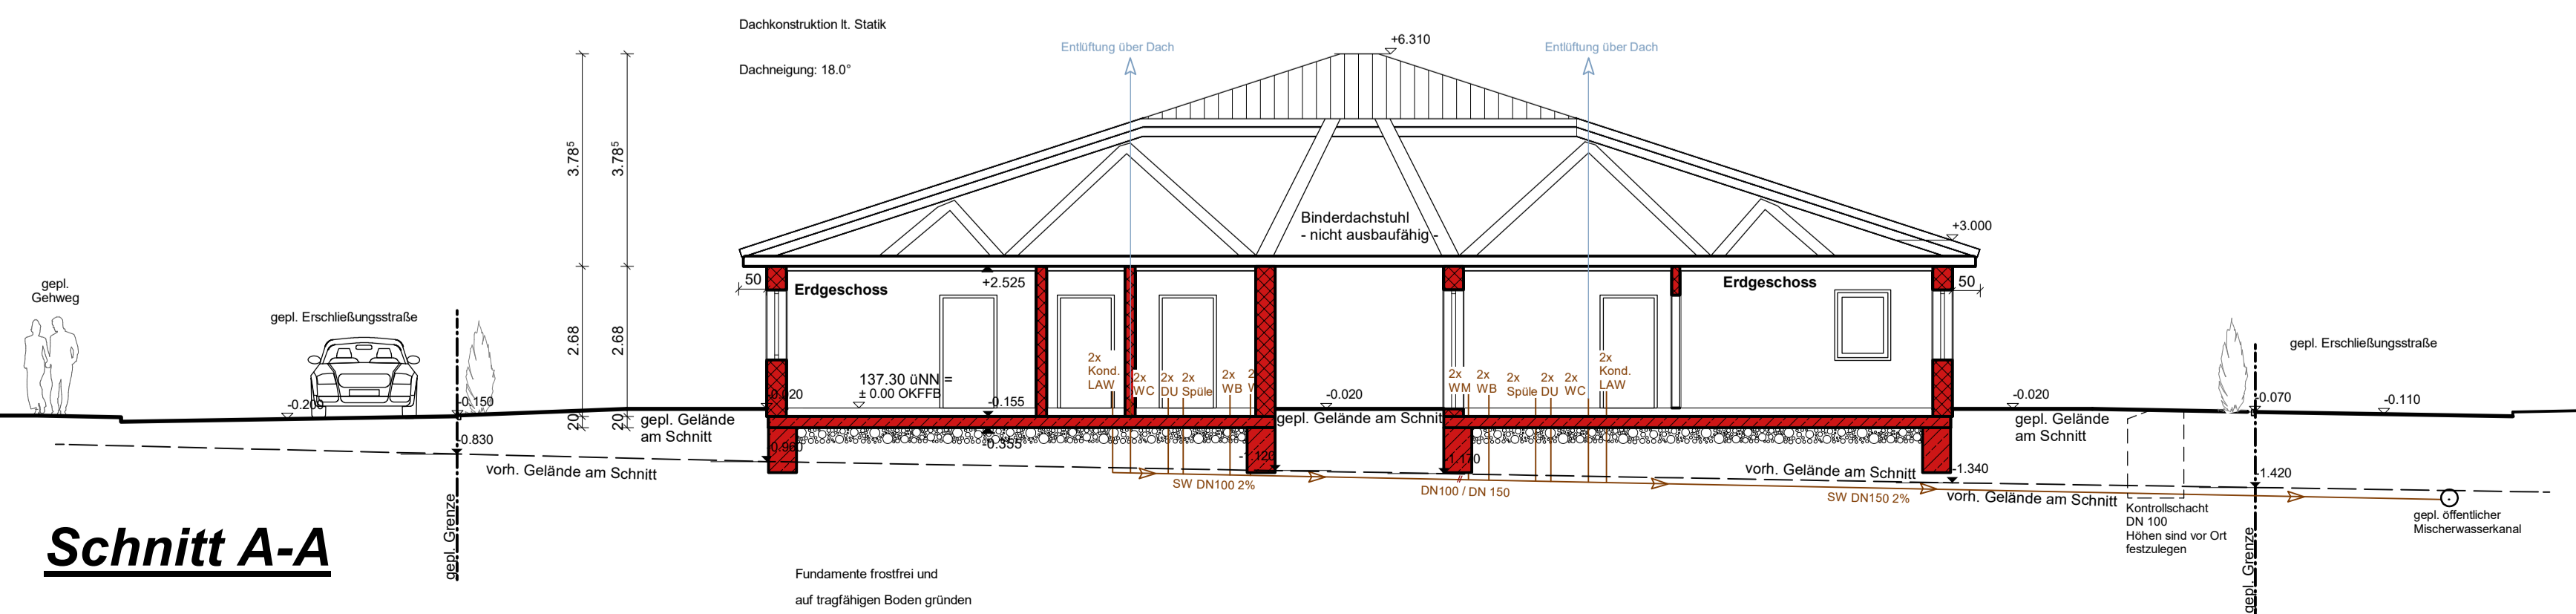 Dachkonstruktion lt. Statik
Dachneigung: 18.0°
Entlüftung über Dach
Entlüftung über Dach
+6.310
3.78⁵
3.78⁵
2.68
2.68
20
20
Binderdachstuhl
- nicht ausbaufähig -
+3.000
50
50
Erdgeschoss
+2.525
Erdgeschoss
gepl.
Gehweg
gepl. Erschließungsstraße
gepl. Erschließungsstraße
137.30 üNN =
± 0.00 OKFFB
-0.200
-0.150
-0.155
-0.355
-0.020
-0.020
-0.070
-0.110
2x
Kond.
LAW
2x
WC
2x
DU
2x
Spüle
2x
WB
2x
WM
2x
WB
2x
Spüle
2x
DU
2x
WC
2x
Kond.
LAW
gepl. Gelände
am Schnitt
gepl. Gelände am Schnitt
gepl. Gelände
am Schnitt
-0.830
-0.960
-1.120
-1.170
-1.340
-1.420
vorh. Gelände am Schnitt
vorh. Gelände am Schnitt
vorh. Gelände am Schnitt
SW DN100 2%
DN100 / DN 150
SW DN150 2%
Kontrollschacht
DN 100
Höhen sind vor Ort
festzulegen
gepl. öffentlicher
Mischerwasserkanal
gepl. Grenze
gepl. Grenze
Schnitt A-A
Fundamente frostfrei und
auf tragfähigen Boden gründen